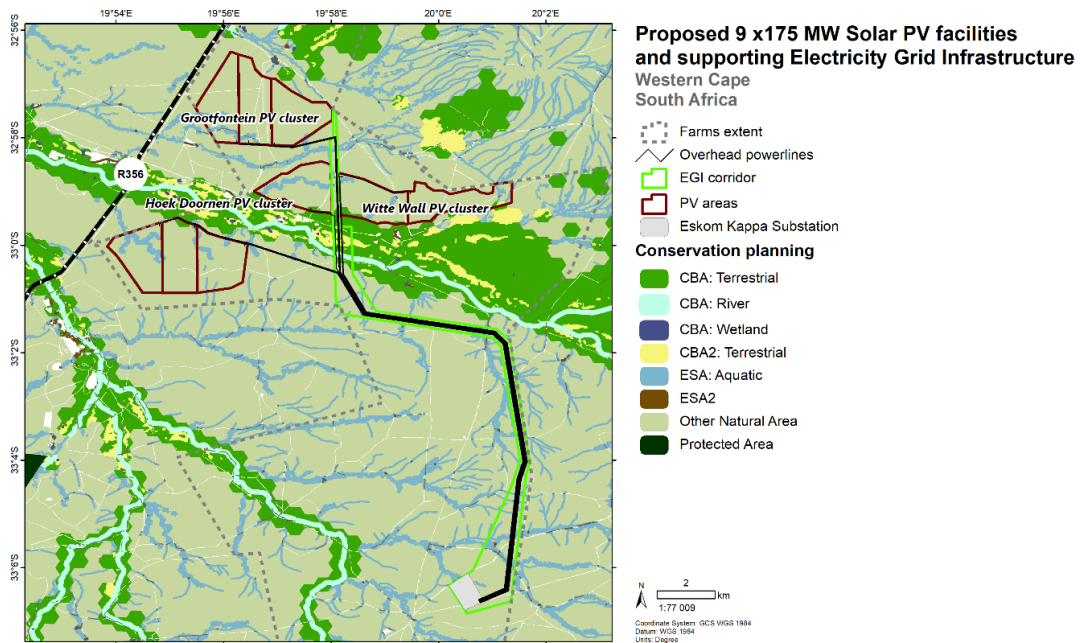 19°54'E 19°56'E 19°58'E 20°0'E 20°2'E
32°56'S
32°58'S
33°0'S
33°2'S
33°4'S
33°6'S
Grootfontein PV cluster
R356
Hoek Doornen PV cluster
Witte Wall PV cluster
Proposed 9 x175 MW Solar PV facilities
and supporting Electricity Grid Infrastructure
Western Cape
South Africa
Farms extent
Overhead powerlines
EGI corridor
PV areas
Eskom Kappa Substation
Conservation planning
CBA: Terrestrial
CBA: River
CBA: Wetland
CBA2: Terrestrial
ESA: Aquatic
ESA2
Other Natural Area
Protected Area
N
2
km
1:77 009
Coordinate System: GCS WGS 1984
Datum: WGS 1984
Units: Degree